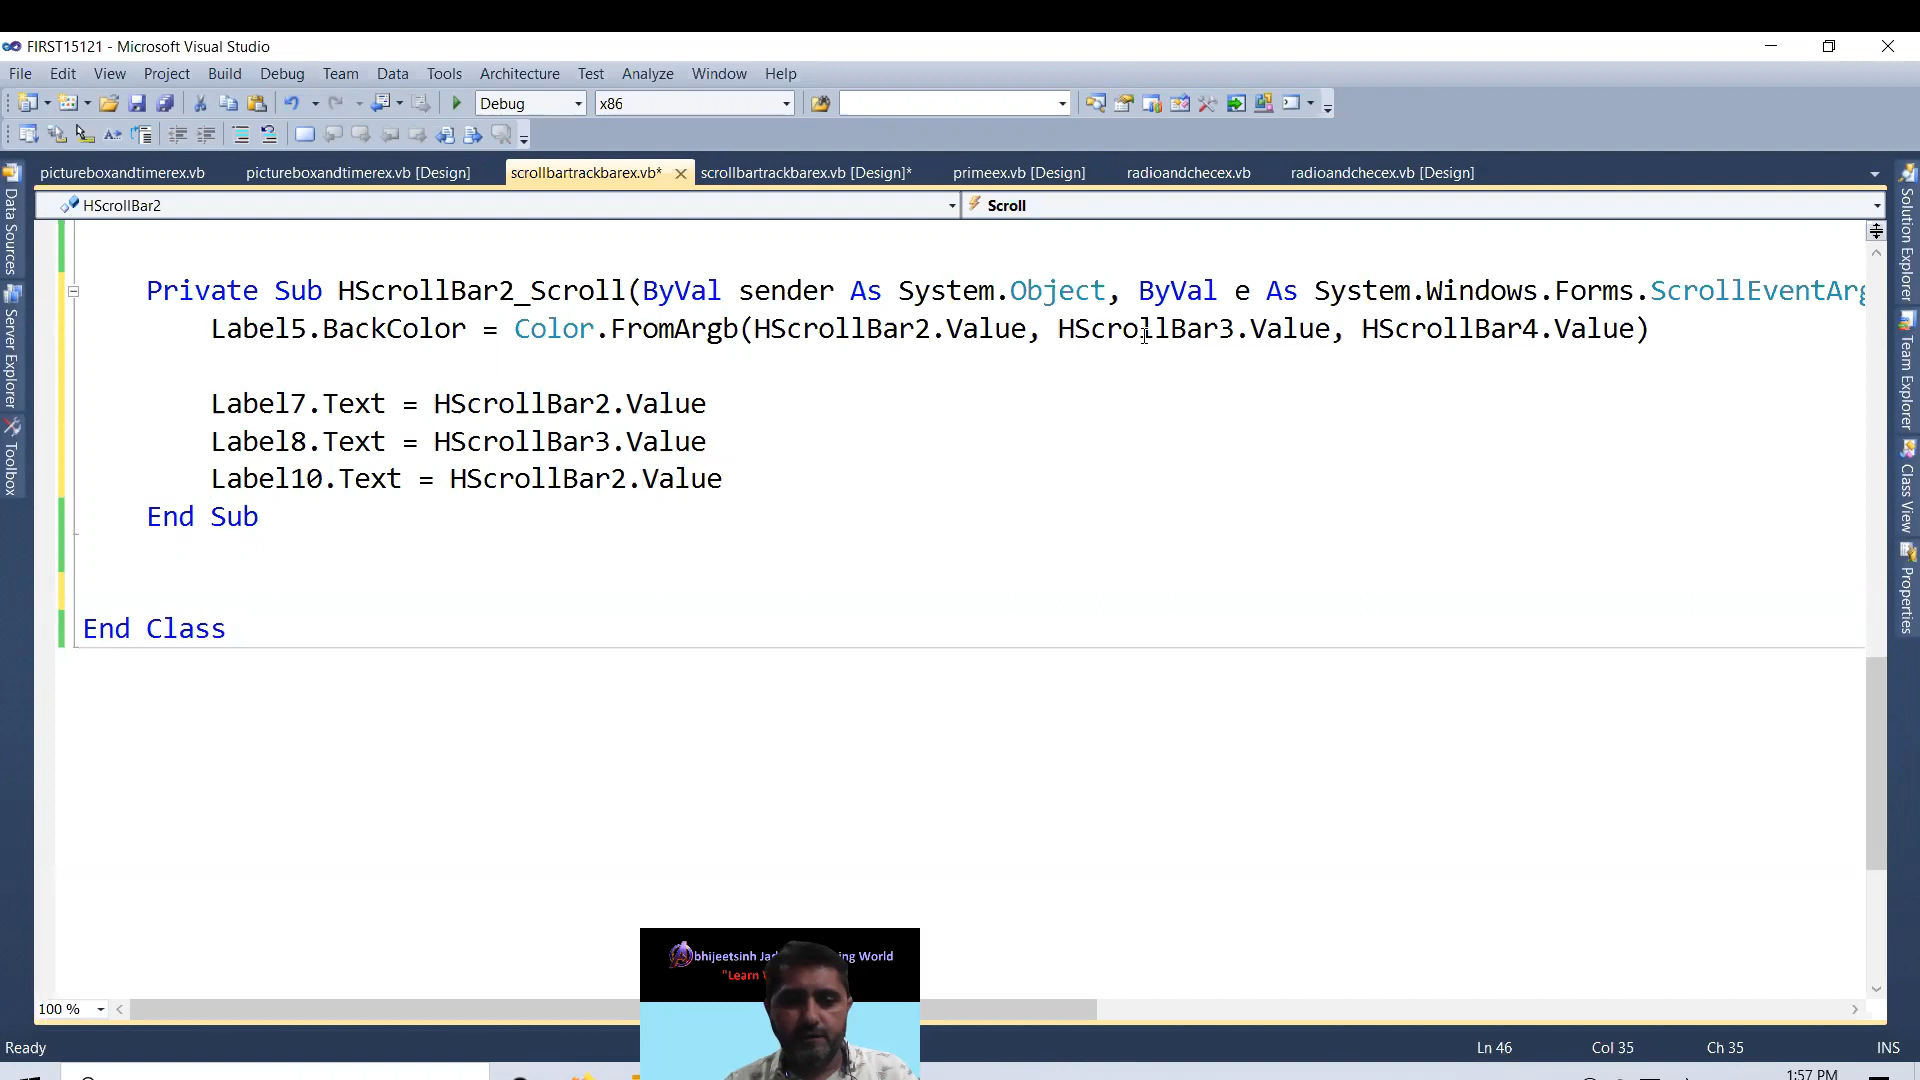 FIRST15121 - Microsoft Visual Studio
File Edit View Project Build Debug Team Data Tools Architecture Test Analyze Window Help
Debug x86
pictureboxandtimerex.vb pictureboxandtimerex.vb [Design] scrollbartrackbarex.vb* scrollbartrackbarex.vb [Design]* primeex.vb [Design] radioandchecex.vb radioandchecex.vb [Design]
HScrollBar2 Scroll
Data Sources
Server Explorer
Toolbox
Private Sub HScrollBar2_Scroll(ByVal sender As System.Object, ByVal e As System.Windows.Forms.ScrollEventArg
Label5.BackColor = Color.FromArgb(HScrollBar2.Value, HScrollBar3.Value, HScrollBar4.Value)
Label7.Text = HScrollBar2.Value
Label8.Text = HScrollBar3.Value
Label10.Text = HScrollBar2.Value
End Sub
End Class
Solution Explorer
Team Explorer
Class View
Properties
bhijeetsinh World
"Learn
100 %
Ready Ln 46 Col 35 Ch 35 INS
1:57 PM